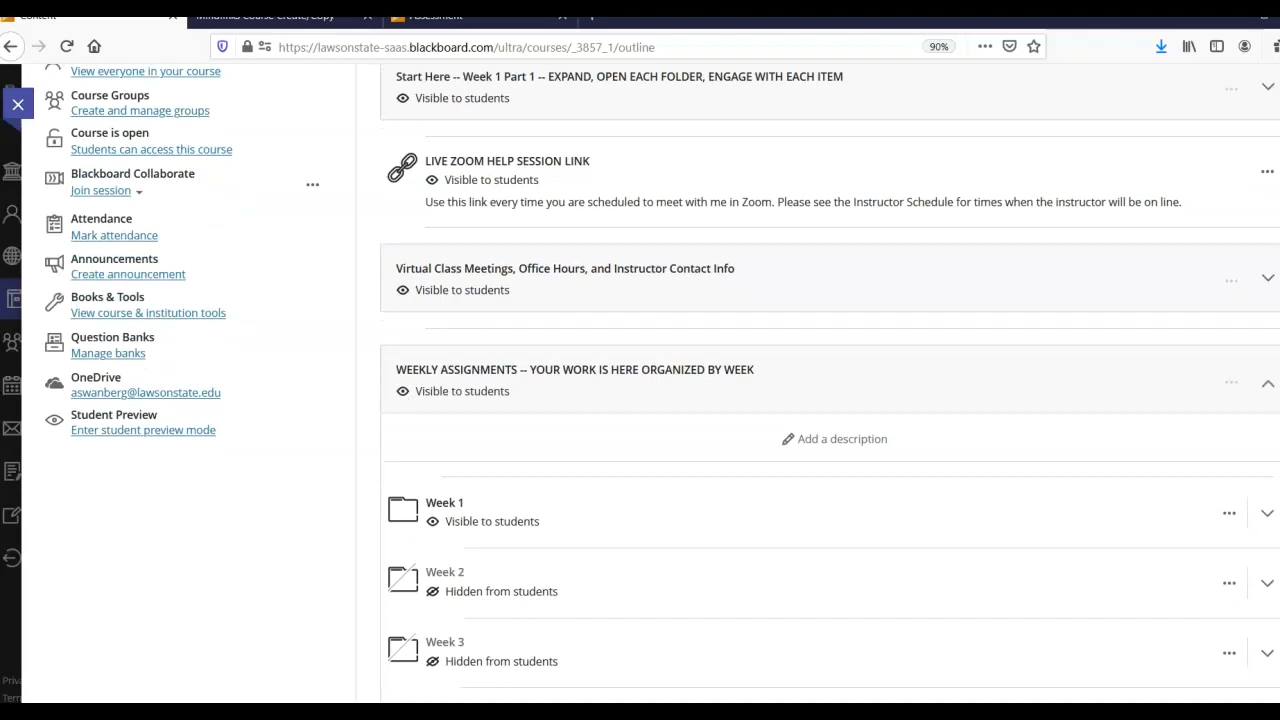 Content
Mindlinks Course Create/Copy
Assessment
https://lawsonstate-saas.blackboard.com/ultra/courses/_3857_1/outline
90%
View everyone in your course
Course Groups
Create and manage groups
Course is open
Students can access this course
Blackboard Collaborate
Join session
Attendance
Mark attendance
Announcements
Create announcement
Books & Tools
View course & institution tools
Question Banks
Manage banks
OneDrive
aswanberg@lawsonstate.edu
Student Preview
Enter student preview mode
Start Here -- Week 1 Part 1 -- EXPAND, OPEN EACH FOLDER, ENGAGE WITH EACH ITEM
Visible to students
LIVE ZOOM HELP SESSION LINK
Visible to students
Use this link every time you are scheduled to meet with me in Zoom. Please see the Instructor Schedule for times when the instructor will be on line.
Virtual Class Meetings, Office Hours, and Instructor Contact Info
Visible to students
WEEKLY ASSIGNMENTS -- YOUR WORK IS HERE ORGANIZED BY WEEK
Visible to students
Add a description
Week 1
Visible to students
Week 2
Hidden from students
Week 3
Hidden from students